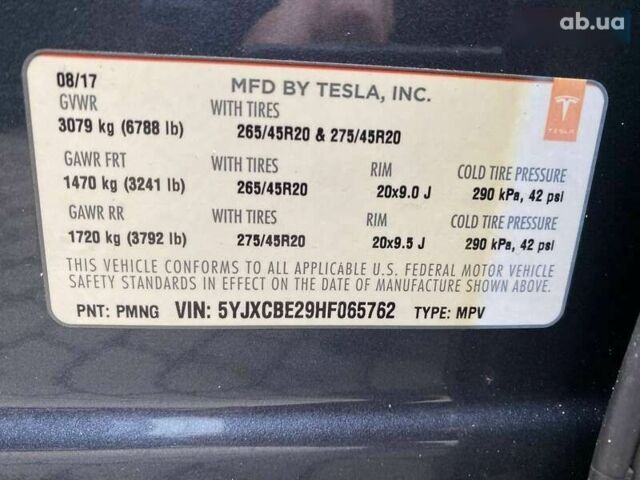 ab.ua
08/17 MFD BY TESLA, INC.
GVWR WITH TIRES
3079 kg (6788 lb) 265/45R20 & 275/45R20
GAWR FRT WITH TIRES RIM COLD TIRE PRESSURE
1470 kg (3241 lb) 265/45R20 20x9.0 J 290 kPa, 42 psi
GAWR RR WITH TIRES RIM COLD TIRE PRESSURE
1720 kg (3792 lb) 275/45R20 20x9.5 J 290 kPa, 42 psi
THIS VEHICLE CONFORMS TO ALL APPLICABLE U.S. FEDERAL MOTOR VEHICLE
SAFETY STANDARDS IN EFFECT ON THE DATE OF MANUFACTURE SHOWN ABOVE.
PNT: PMNG VIN: 5YJXCBE29HF065762 TYPE: MPV
TESLA